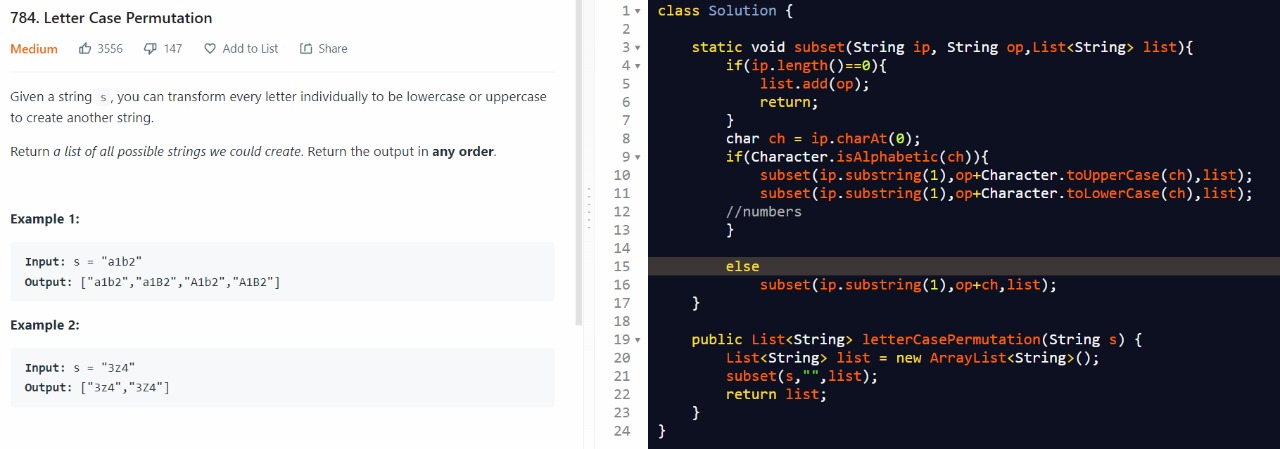 784. Letter Case Permutation
Medium 3556 147 Add to List Share
Given a string s, you can transform every letter individually to be lowercase or uppercase
to create another string.
Return a list of all possible strings we could create. Return the output in any order.
Example 1:
Input: s = "a1b2"
Output: ["a1b2","a1B2","A1b2","A1B2"]
Example 2:
Input: s = "3z4"
Output: ["3z4","3Z4"]
1 class Solution {
2
3 static void subset(String ip, String op,List<String> list){
4 if(ip.length()==0){
5 list.add(op);
6 return;
7 }
8 char ch = ip.charAt(0);
9 if(Character.isAlphabetic(ch)){
10 subset(ip.substring(1),op+Character.toUpperCase(ch),list);
11 subset(ip.substring(1),op+Character.toLowerCase(ch),list);
12 //numbers
13 }
14
15 else
16 subset(ip.substring(1),op+ch,list);
17 }
18
19 public List<String> letterCasePermutation(String s) {
20 List<String> list = new ArrayList<String>();
21 subset(s,"",list);
22 return list;
23 }
24 }